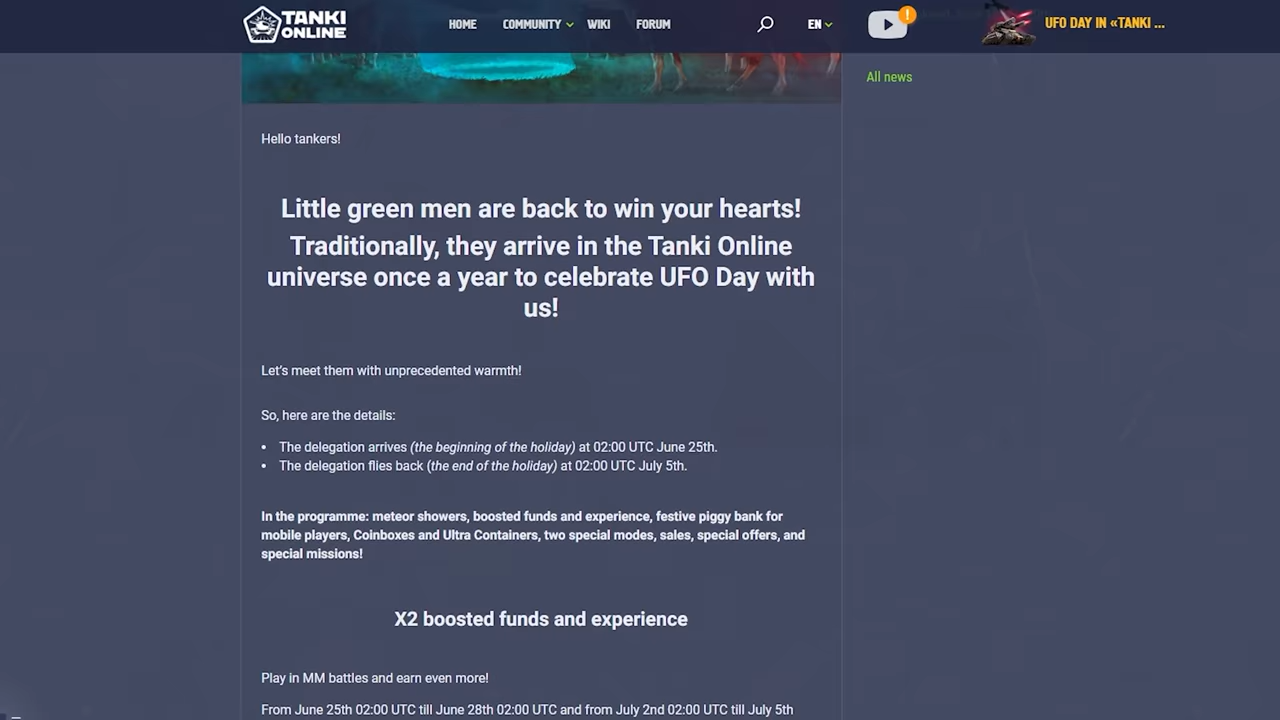 TANKI
ONLINE
HOME
COMMUNITY
WIKI
FORUM
EN
!
UFO DAY IN «TANKI ...
All news
Hello tankers!
Little green men are back to win your hearts!
Traditionally, they arrive in the Tanki Online
universe once a year to celebrate UFO Day with
us!
Let's meet them with unprecedented warmth!
So, here are the details:
• The delegation arrives (the beginning of the holiday) at 02:00 UTC June 25th.
• The delegation flies back (the end of the holiday) at 02:00 UTC July 5th.
In the programme: meteor showers, boosted funds and experience, festive piggy bank for
mobile players, Coinboxes and Ultra Containers, two special modes, sales, special offers, and
special missions!
X2 boosted funds and experience
Play in MM battles and earn even more!
From June 25th 02:00 UTC till June 28th 02:00 UTC and from July 2nd 02:00 UTC till July 5th